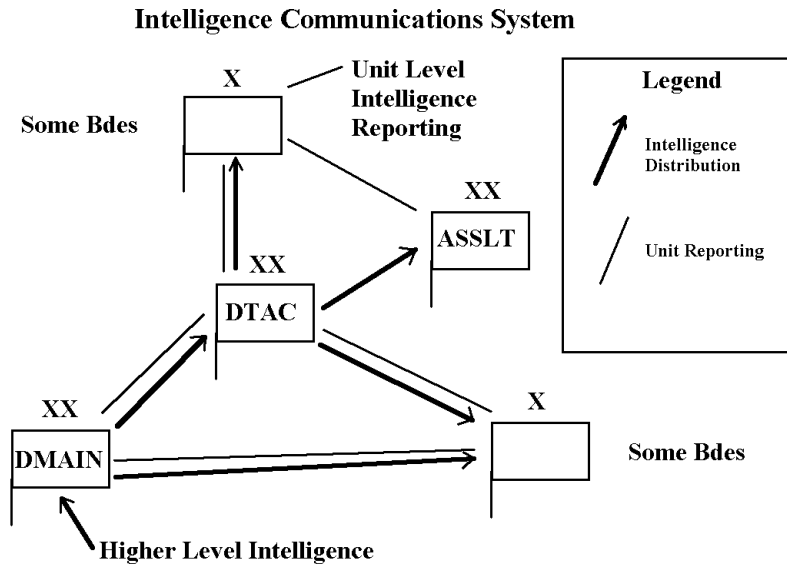 Intelligence Communications System
X
Unit Level
Intelligence
Reporting
Some Bdes
XX
ASSLT
XX
DTAC
XX
DMAIN
X
Some Bdes
Higher Level Intelligence
Legend
Intelligence
Distribution
Unit Reporting